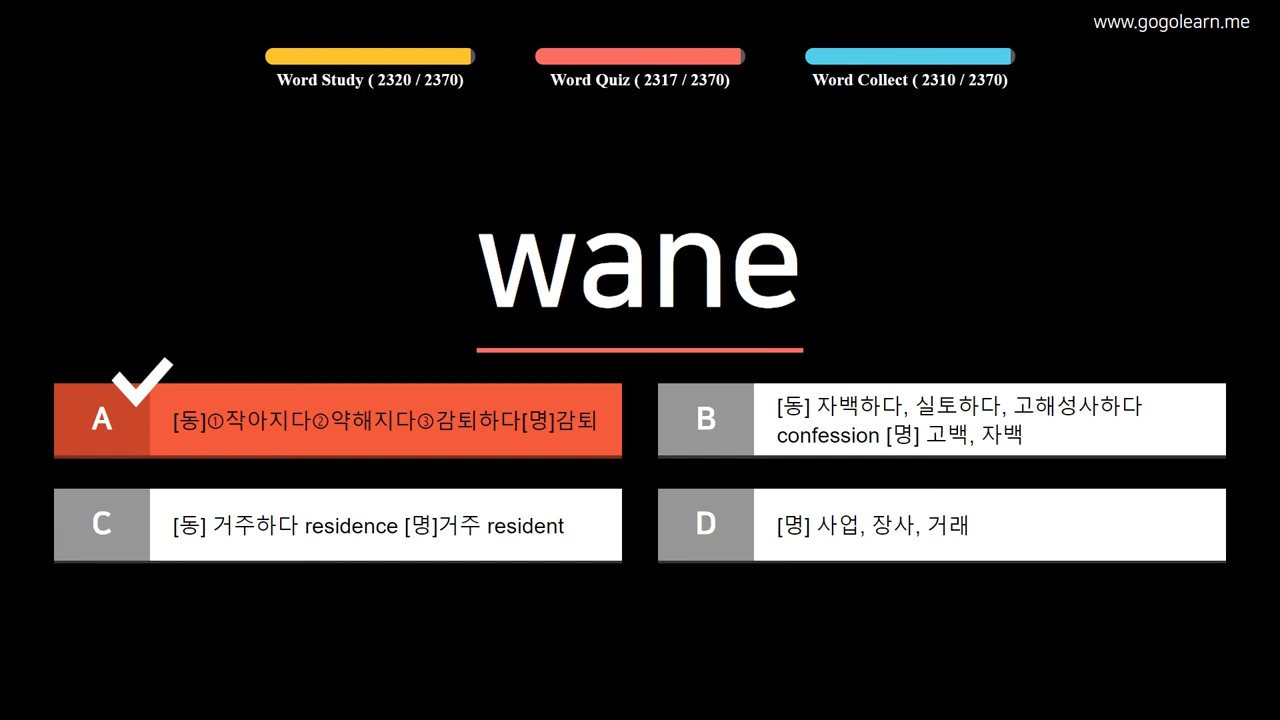 www.gogolearn.me
Word Study ( 2320 / 2370)
Word Quiz ( 2317 / 2370)
Word Collect ( 2310 / 2370)
wane
A
[동]①작아지다②약해지다③감퇴하다[명]감퇴
B
[동] 자백하다, 실토하다, 고해성사하다
confession [명] 고백, 자백
C
[동] 거주하다 residence [명]거주 resident
D
[명] 사업, 장사, 거래